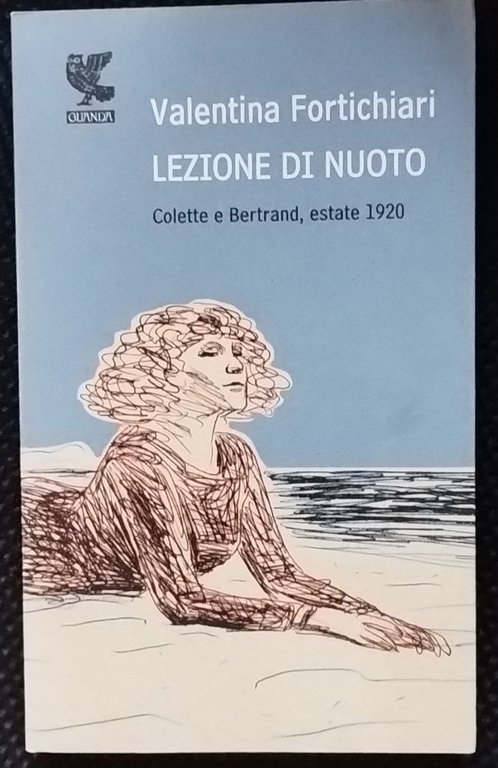 GUANDA
Valentina Fortichiari
LEZIONE DI NUOTO
Colette e Bertrand, estate 1920